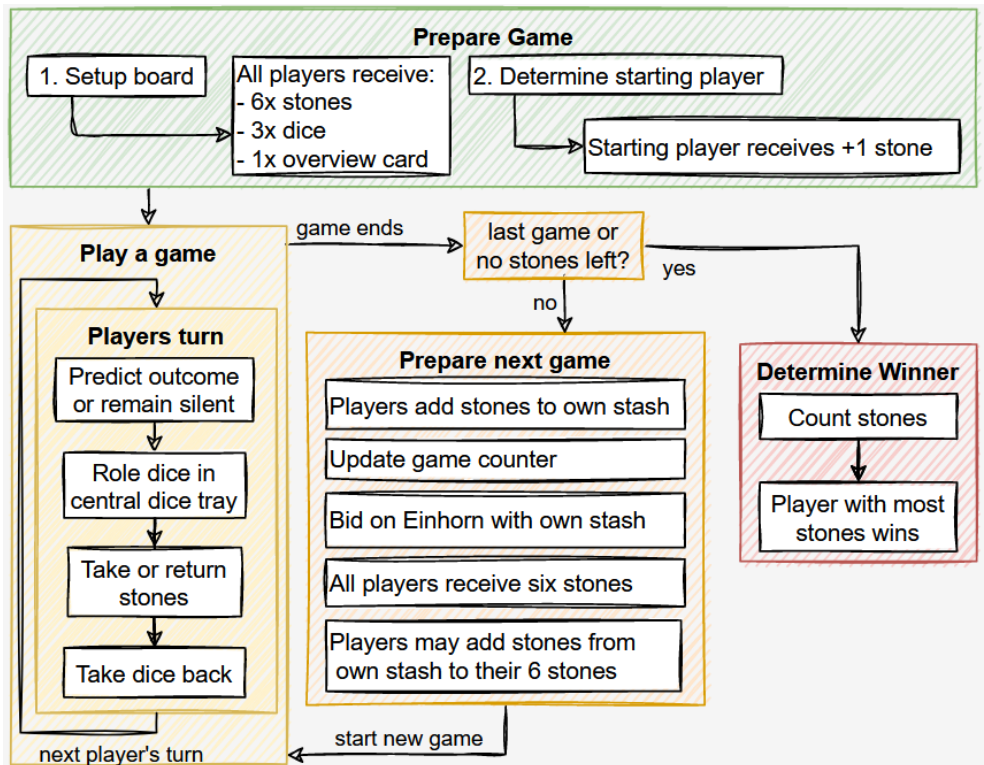 Prepare Game
1. Setup board
All players receive:
- 6x stones
- 3x dice
- 1x overview card
2. Determine starting player
Starting player receives +1 stone
Play a game
Players turn
Predict outcome
or remain silent
Role dice in
central dice tray
Take or return
stones
Take dice back
next player's turn
game ends
last game or
no stones left?
yes
no
Prepare next game
Players add stones to own stash
Update game counter
Bid on Einhorn with own stash
All players receive six stones
Players may add stones from
own stash to their 6 stones
start new game
Determine Winner
Count stones
Player with most
stones wins